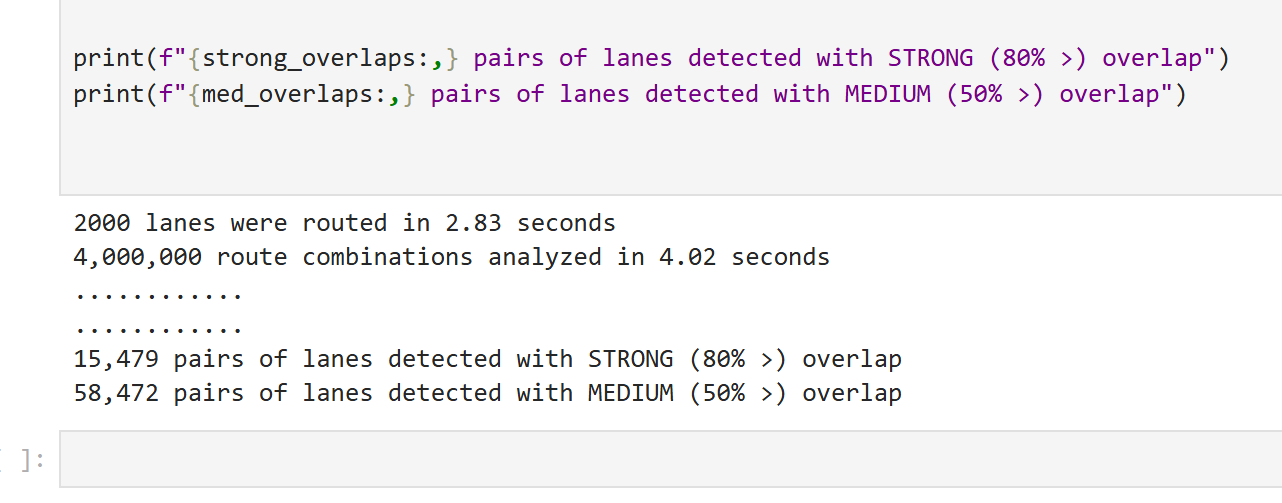 print(f"{strong_overlaps:,} pairs of lanes detected with STRONG (80% >) overlap")
print(f"{med_overlaps:,} pairs of lanes detected with MEDIUM (50% >) overlap")
2000 lanes were routed in 2.83 seconds
4,000,000 route combinations analyzed in 4.02 seconds
............
............
15,479 pairs of lanes detected with STRONG (80% >) overlap
58,472 pairs of lanes detected with MEDIUM (50% >) overlap
[ ]: